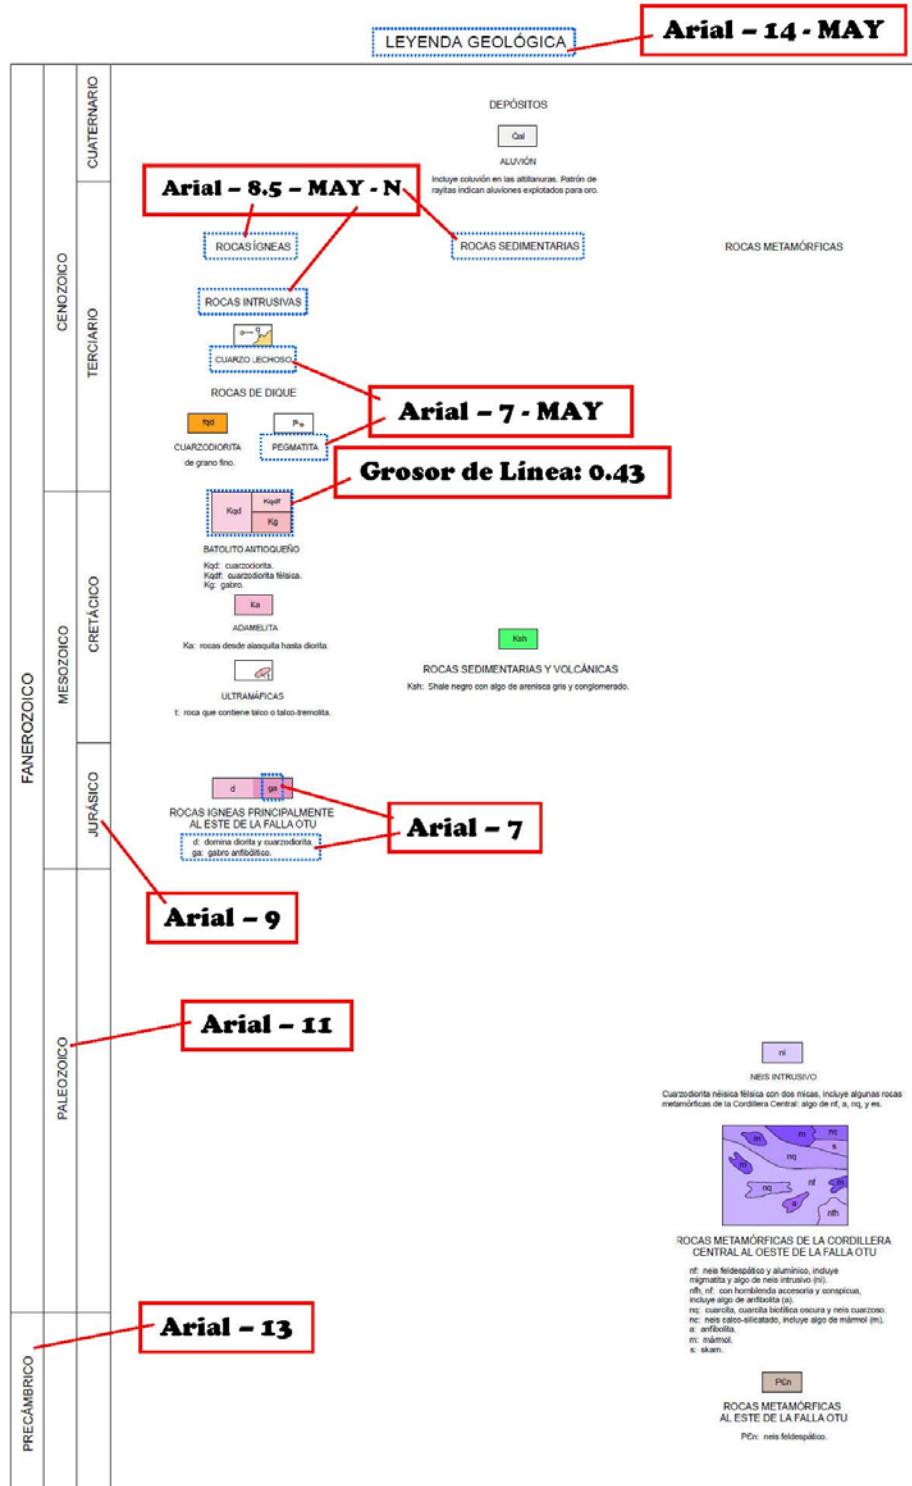 LEYENDA GEOLÓGICA
Arial – 14 - MAY
FANEROZOICO
PRECÁMBRICO
CENOZOICO
MESOZOICO
PALEOZOICO
CUATERNARIO
TERCIARIO
CRETÁCICO
JURÁSICO
DEPÓSITOS
Qal
ALUVIÓN
Incluye coluvión en las altillanuras. Patrón de
rayitas indican aluviones explotados para oro.
Arial – 8.5 – MAY - N
ROCAS ÍGNEAS
ROCAS SEDIMENTARIAS
ROCAS METAMÓRFICAS
ROCAS INTRUSIVAS
q
CUARZO LECHOSO
ROCAS DE DIQUE
Arial – 7 - MAY
fqd
p
CUARZODIORITA
de grano fino.
PEGMATITA
Grosor de Línea: 0.43
Kqd
Kqdf
Kg
BATOLITO ANTIOQUEÑO
Kqd: cuarzodiorita.
Kqdf: cuarzodiorita félsica.
Kg: gabro.
Ka
ADAMELITA
Ka: rocas desde alasquita hasta diorita.
Ksh
ROCAS SEDIMENTARIAS Y VOLCÁNICAS
Ksh: Shale negro con algo de arenisca gris y conglomerado.
ULTRAMÁFICAS
t: roca que contiene talco o talco-tremolita.
d
ga
ROCAS IGNEAS PRINCIPALMENTE
AL ESTE DE LA FALLA OTU
d: domina diorita y cuarzodiorita.
ga: gabro anfibólitico.
Arial – 7
Arial – 9
Arial – 11
Arial – 13
ni
NEIS INTRUSIVO
Cuarzodiorita néisica félsica con dos micas, incluye algunas rocas
metamórficas de la Cordillera Central: algo de nf, a, nq, y es.
m
m
nc
s
m
nq
nf
nq
m
a
nfh
ROCAS METAMÓRFICAS DE LA CORDILLERA
CENTRAL AL OESTE DE LA FALLA OTU
nf: neis feldespático y alumínico, incluye
migmatita y algo de neis intrusivo (ni).
nfh, nf: con hornblenda accesoria y conspicua,
incluye algo de anfibolita (a).
nq: cuarcita, cuarcita biotítica oscura y neis cuarzoso.
nc: neis calco-silicatado, incluye algo de mármol (m).
a: anfibolita.
m: mármol.
s: skarn.
PЄn
ROCAS METAMÓRFICAS
AL ESTE DE LA FALLA OTU
PЄn: neis feldespático.